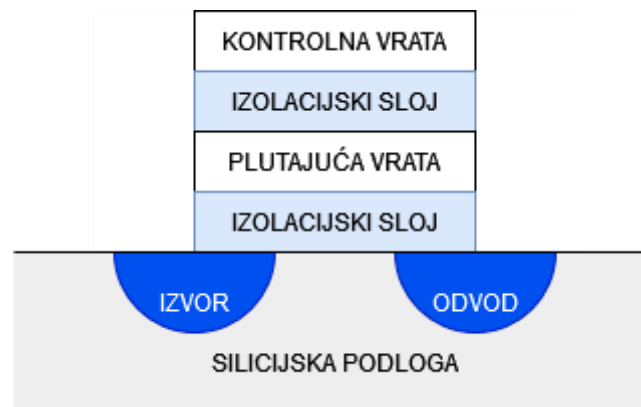 KONTROLNA VRATA
IZOLACIJSKI SLOJ
PLUTAJUĆA VRATA
IZOLACIJSKI SLOJ
IZVOR
ODVOD
SILICIJSKA PODLOGA